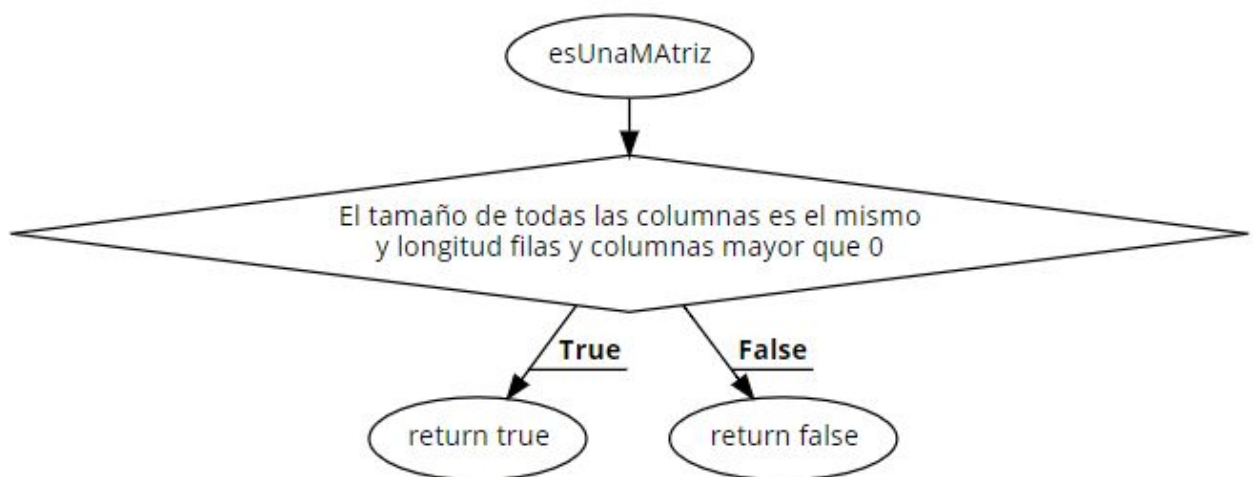 esUnaMAtriz
El tamaño de todas las columnas es el mismo
y longitud filas y columnas mayor que 0
True
False
return true
return false